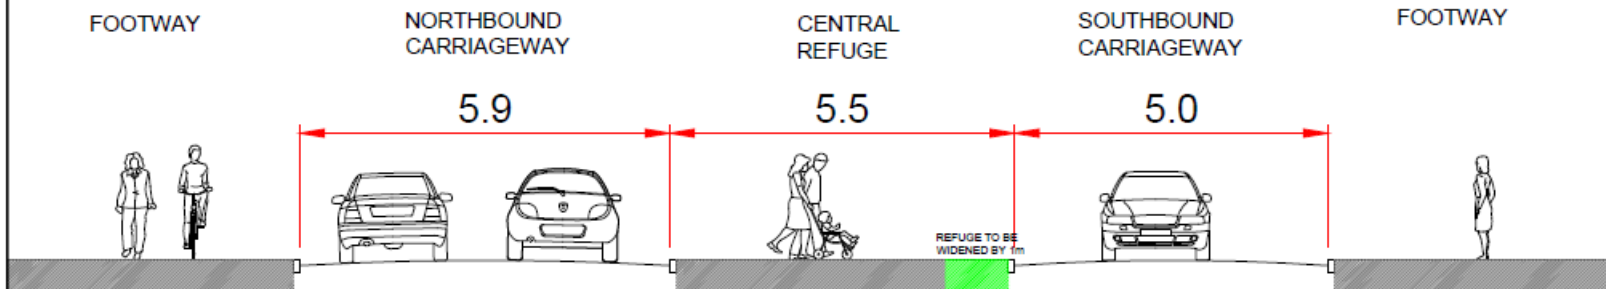 FOOTWAY
NORTHBOUND
CARRIAGEWAY
CENTRAL
REFUGE
SOUTHBOUND
CARRIAGEWAY
FOOTWAY
5.9
5.5
5.0
REFUGE TO BE
WIDENED BY 1m